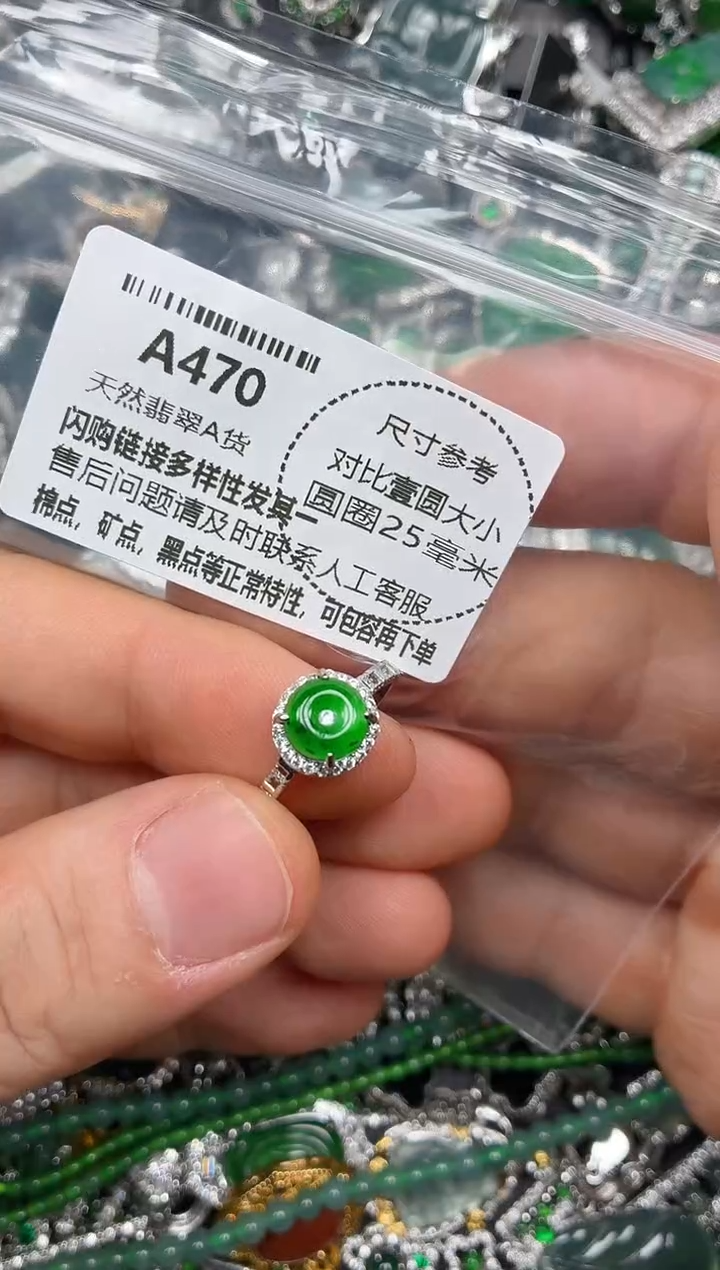 A470
天然翡翠A货
闪购链接多样性发其一
售后问题请及时联系人工客服
棉点，矿点，黑点等正常特性，可包容再下单
尺寸参考
对比壹圆大小
圆圈25毫米